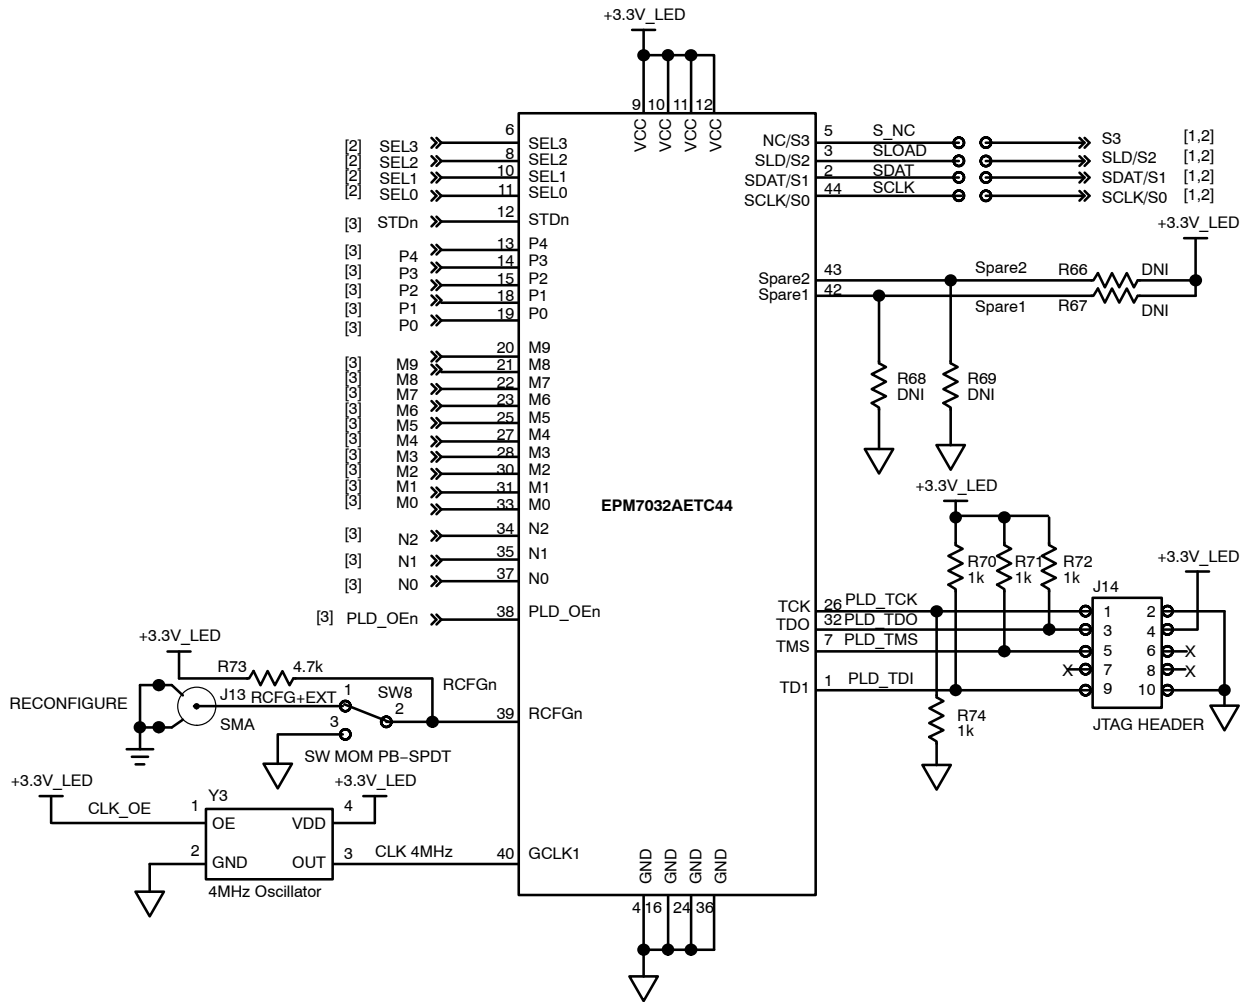 +3.3V_LED
9 10 11 12
VCC VCC VCC VCC
[2] SEL3 6 SEL3
[2] SEL2 8 SEL2
[2] SEL1 10 SEL1
[2] SEL0 11 SEL0
[3] STDn 12 STDn
[3] P4 13 P4
[3] P3 14 P3
[3] P2 15 P2
[3] P1 18 P1
[3] P0 19 P0
[3] M9 20 M9
[3] M8 21 M8
[3] M7 22 M7
[3] M6 23 M6
[3] M5 25 M5
[3] M4 27 M4
[3] M3 28 M3
[3] M2 30 M2
[3] M1 31 M1
[3] M0 33 M0
[3] N2 34 N2
[3] N1 35 N1
[3] N0 37 N0
[3] PLD_OEn 38 PLD_OEn
+3.3V_LED
R73 4.7k
RCFGn
RECONFIGURE
J13 RCFG+EXT 1 SW8
2
SMA
3
39 RCFGn
SW MOM PB-SPDT
+3.3V_LED
+3.3V_LED
CLK_OE 1 Y3 4
OE VDD
2 GND OUT 3 CLK 4MHz 40 GCLK1
4MHz Oscillator
EPM7032AETC44
GND GND GND GND
4 16 24 36
NC/S3 5 S_NC S3 [1,2]
SLD/S2 3 SLOAD SLD/S2 [1,2]
SDAT/S1 2 SDAT SDAT/S1 [1,2]
SCLK/S0 44 SCLK SCLK/S0 [1,2]
+3.3V_LED
Spare2 43 Spare2 R66 DNI
Spare1 42 Spare1 R67 DNI
R68 DNI
R69 DNI
+3.3V_LED
R70 1k
R71 1k
R72 1k
+3.3V_LED
J14
TCK 26 PLD_TCK 1 2
TDO 32 PLD_TDO 3 4
TMS 7 PLD_TMS 5 6 X
X 7 8 X
TD1 1 PLD_TDI 9 10
R74 1k
JTAG HEADER